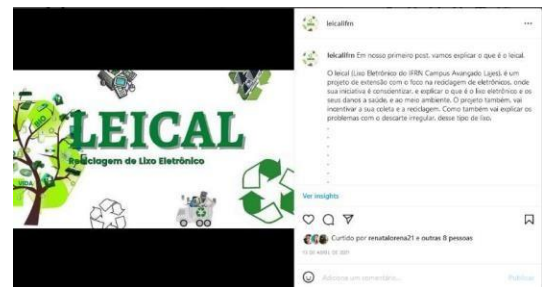 leicalifrn
LEICAL
Reciclagem de Lixo Eletrônico
VIDA
leicalifrn Em nosso primeiro post, vamos explicar o que é o leical.
O leical (Lixo Eletrônico do IFRN Campus Avançado Lajes), é um
projeto de extensão com o foco na reciclagem de eletrônicos, onde
sua iniciativa é conscientizar, e explicar o que é o lixo eletrônico e os
seus danos a saúde, e ao meio ambiente. O projeto também, vai
incentivar a sua coleta e a reciclagem. Como também vai explicar os
problemas com o descarte irregular, desse tipo de lixo.
.
.
.
.
.
.
Ver insights
Curtido por renatalorena21 e outras 8 pessoas
Adicione um comentário...
Publicar